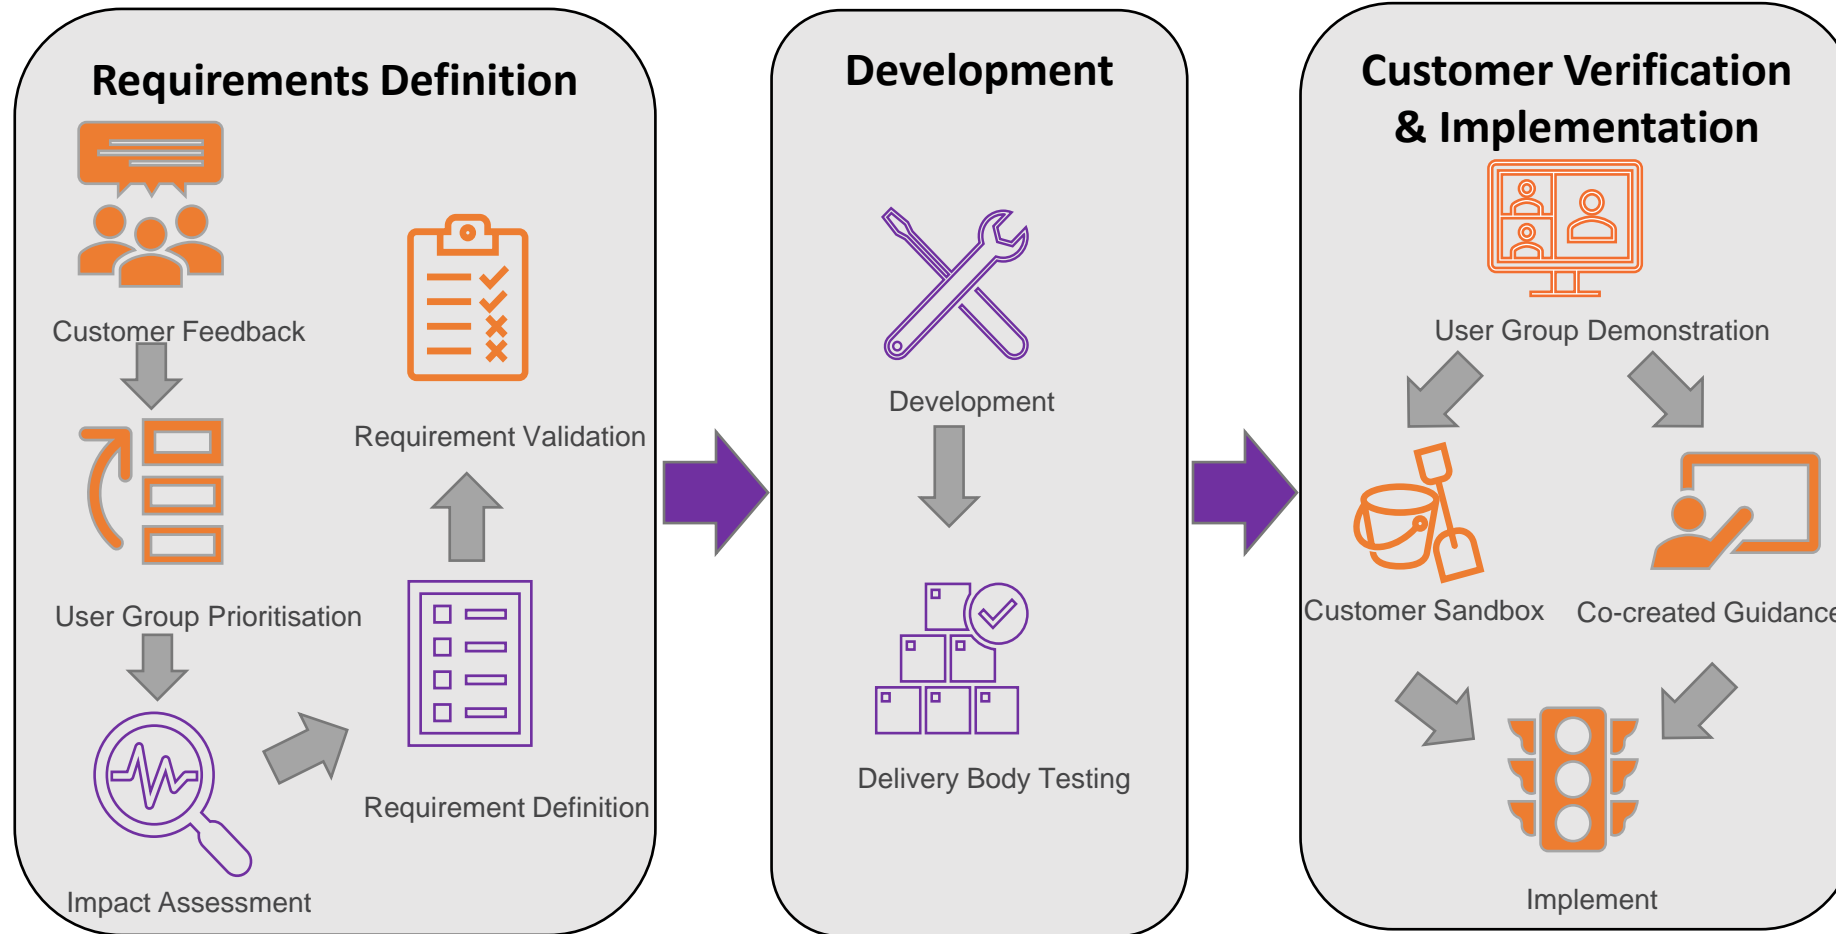 Requirements Definition
Customer Feedback
User Group Prioritisation
Impact Assessment
Requirement Definition
Requirement Validation
Development
Development
Delivery Body Testing
Customer Verification
& Implementation
User Group Demonstration
Customer Sandbox
Co-created Guidance
Implement